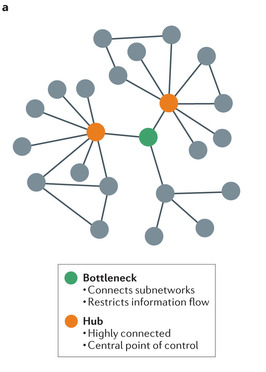 a
Bottleneck
• Connects subnetworks
• Restricts information flow
Hub
• Highly connected
• Central point of control